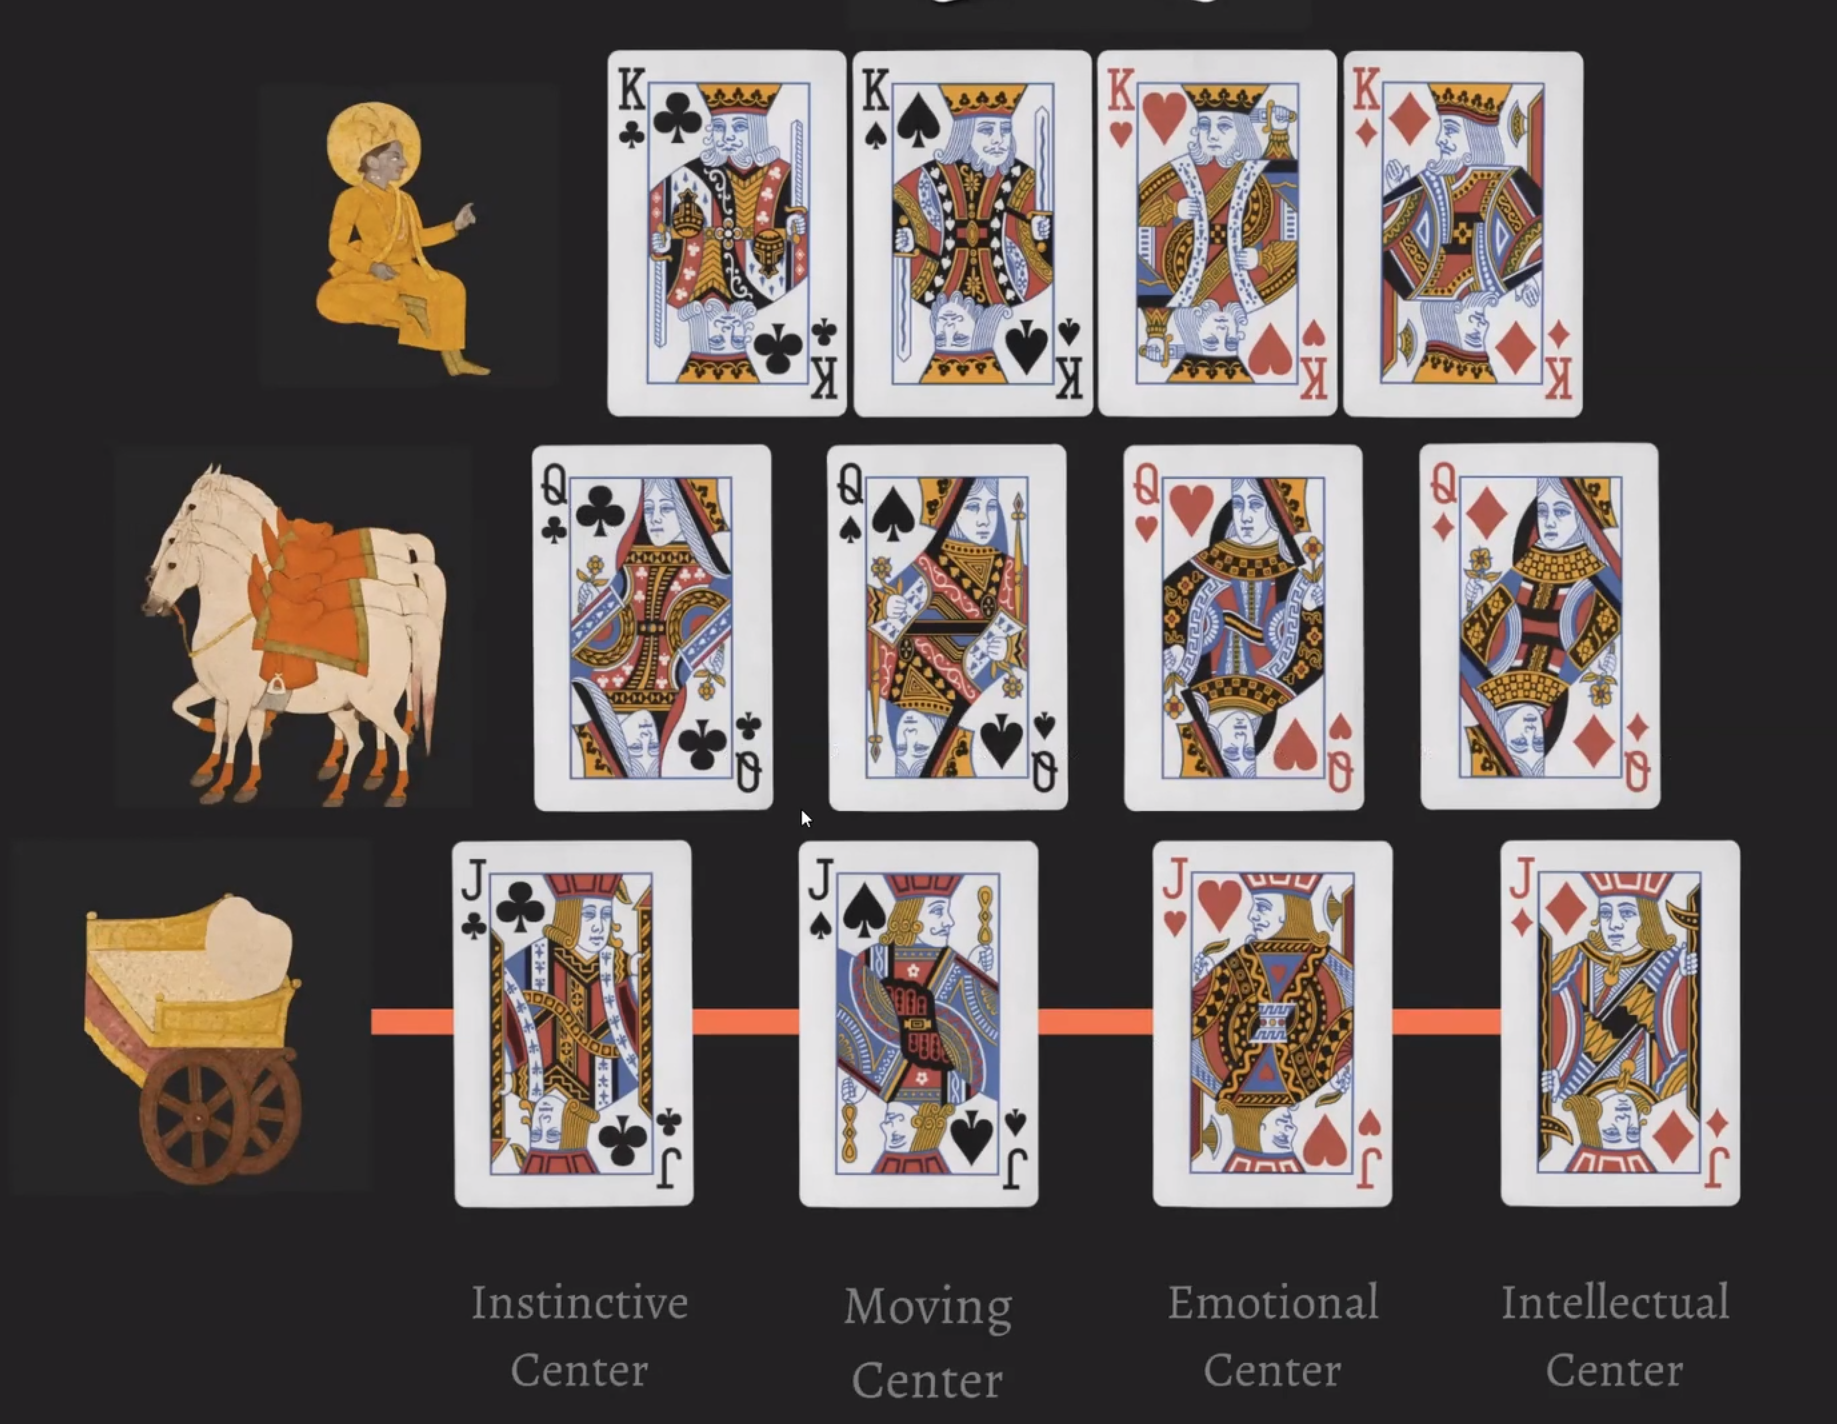 K K K K
K K K K
Q Q Q Q
Q Q Q Q
J J J J
J J J J
Instinctive Center
Moving Center
Emotional Center
Intellectual Center